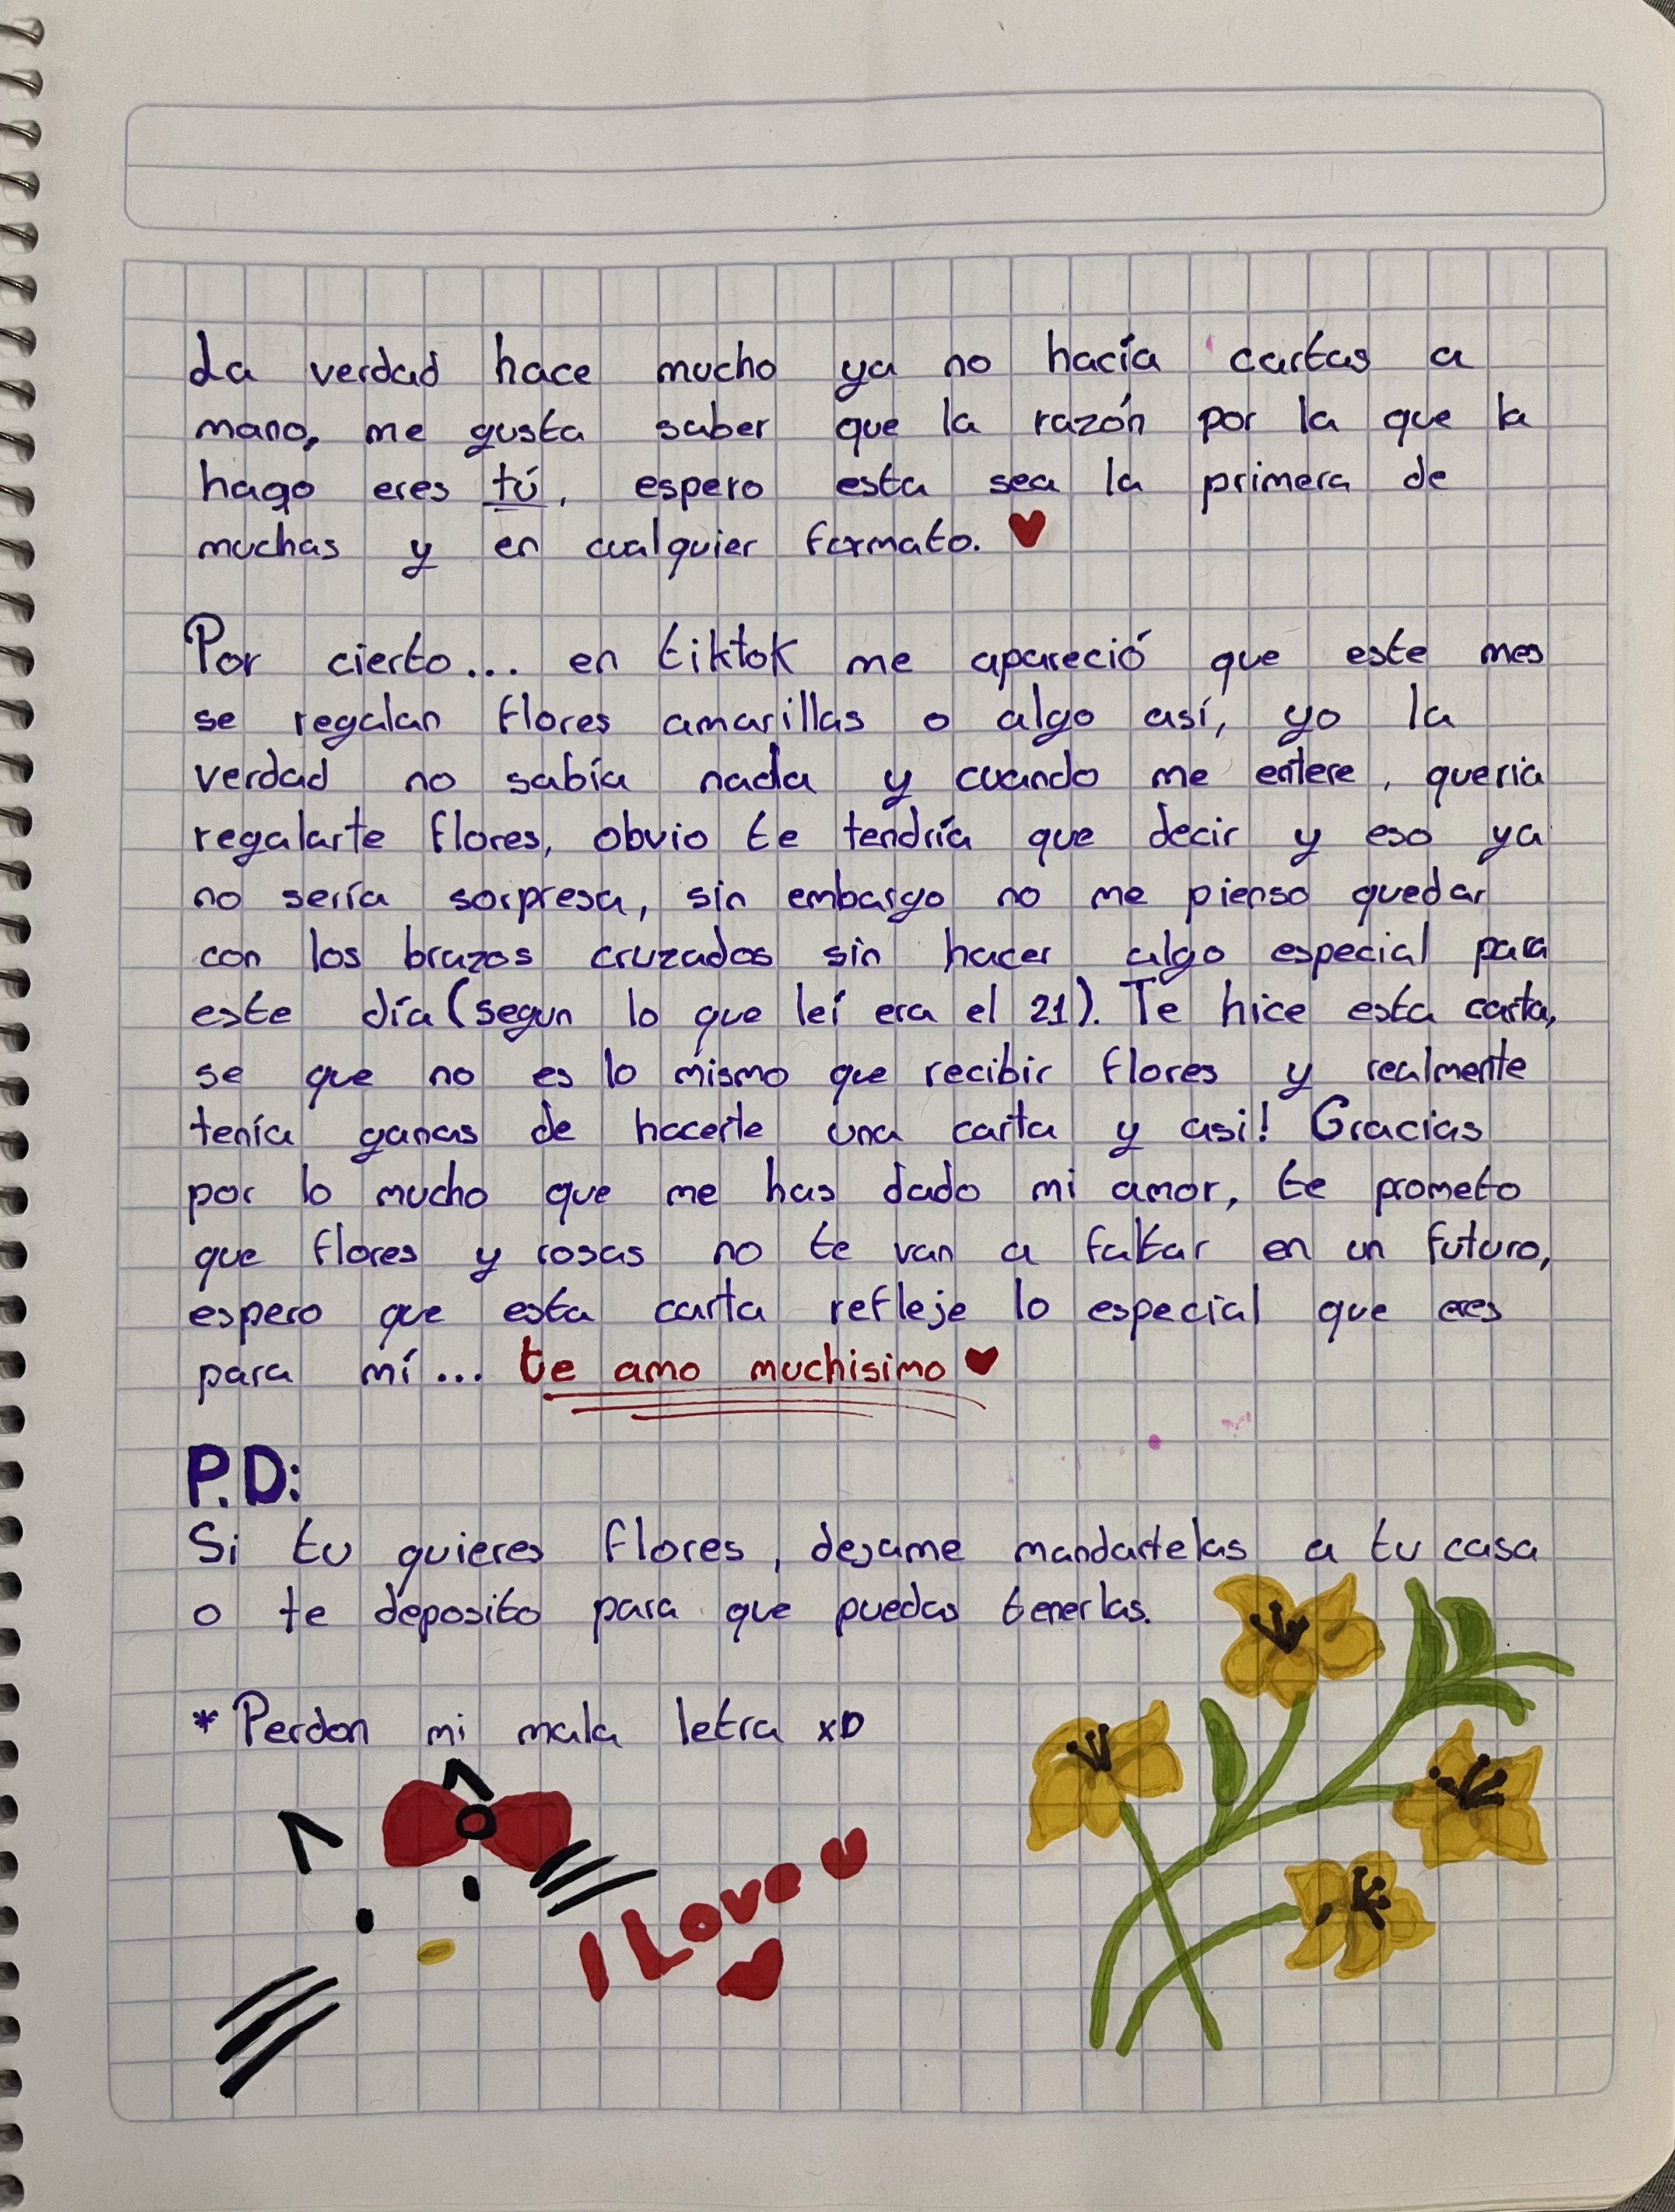 La verdad hace mucho ya no hacía cartas a
mano, me gusta saber que la razón por la que la
hago eres tú, espero esta sea la primera de
muchas y en cualquier formato. ♥
Por cierto... en tiktok me apareció que este mes
se regalan flores amarillas o algo así, yo la
verdad no sabía nada y cuando me entere, queria
regalarte flores, obvio te tendría que decir y eso ya
no sería sorpresa, sin embargo no me pienso quedar
con los brazos cruzados sin hacer algo especial para
este día (segun lo que leí era el 21). Te hice esta carta,
se que no es lo mismo que recibir flores y realmente
tenía ganas de hacerte una carta y asi! Gracias
por lo mucho que me has dado mi amor, te prometo
que flores y rosas no te van a faltar en un futuro,
espero que esta carta refleje lo especial que eres
para mí... te amo muchisimo ♥
P.D:
Si tu quieres flores, dejame mandartelas a tu casa
o te deposito para que puedas tenerlas.
* Perdon mi mala letra xD
I Love U